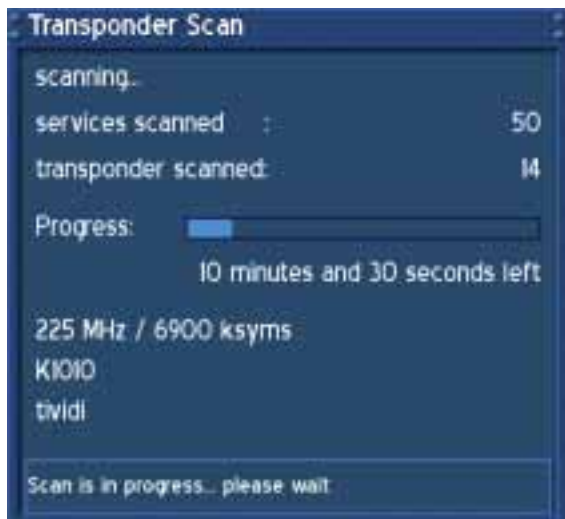 Transponder Scan
scanning...
services scanned : 50
transponder scanned: 14
Progress:
10 minutes and 30 seconds left
225 MHz / 6900 ksyms
K1010
tividi
Scan is in progress... please wait